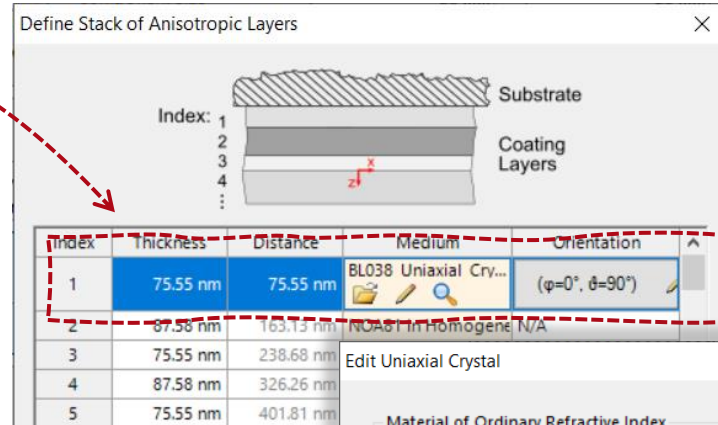 Define Stack of Anisotropic Layers
Substrate
Index: 1
2
3
4
⋮
Coating
Layers
x
z
Index Thickness Distance Medium Orientation
1 75.55 nm 75.55 nm BL038 Uniaxial Cry... (φ=0°, ϑ=90°)
2 87.58 nm 163.13 nm NOA81 in Homogene N/A
3 75.55 nm 238.68 nm
4 87.58 nm 326.26 nm
5 75.55 nm 401.81 nm
Edit Uniaxial Crystal
Material of Ordinary Refractive Index